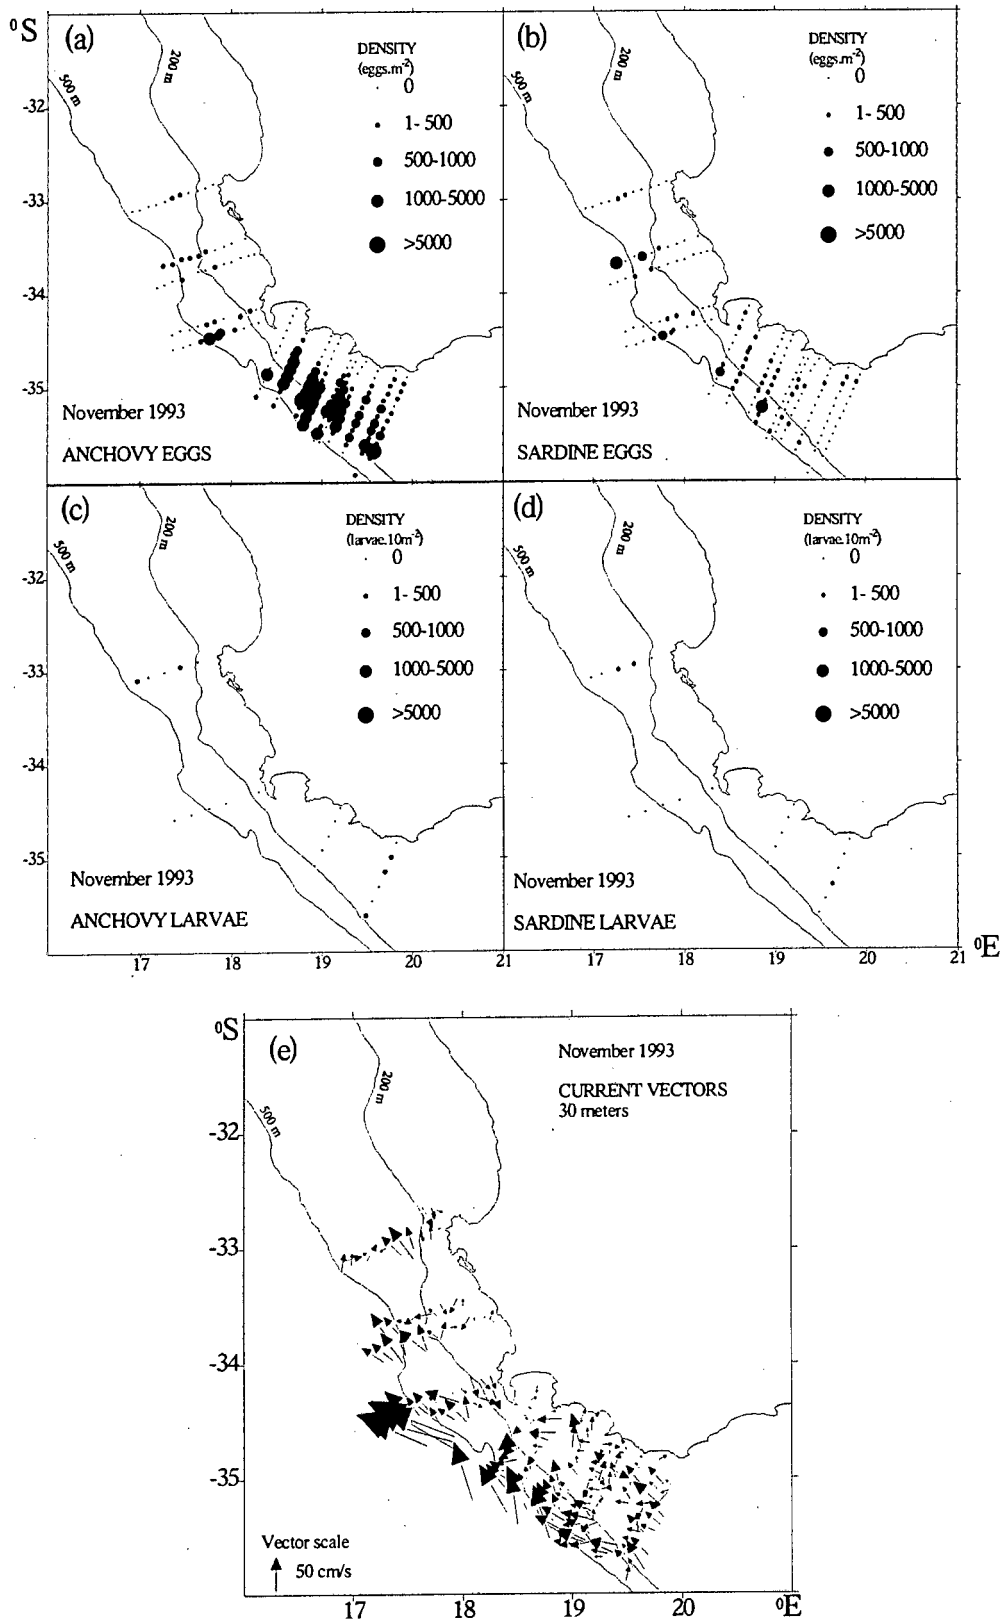 ⁰S
(a)
DENSITY
(eggs.m⁻²)
0
1- 500
500-1000
1000-5000
>5000
200 m
500 m
-32
-33
-34
-35
November 1993
ANCHOVY EGGS
(b)
DENSITY
(eggs.m⁻²)
0
1- 500
500-1000
1000-5000
>5000
200 m
500 m
November 1993
SARDINE EGGS
(c)
DENSITY
(larvae.10m⁻²)
0
1- 500
500-1000
1000-5000
>5000
200 m
500 m
-32
-33
-34
-35
November 1993
ANCHOVY LARVAE
17 18 19 20
(d)
DENSITY
(larvae.10m⁻²)
0
1- 500
500-1000
1000-5000
>5000
200 m
500 m
November 1993
SARDINE LARVAE
17 18 19 20 21
⁰E
⁰S
(e)
November 1993
CURRENT VECTORS
30 meters
200 m
500 m
-32
-33
-34
-35
Vector scale
50 cm/s
17 18 19 20 ⁰E